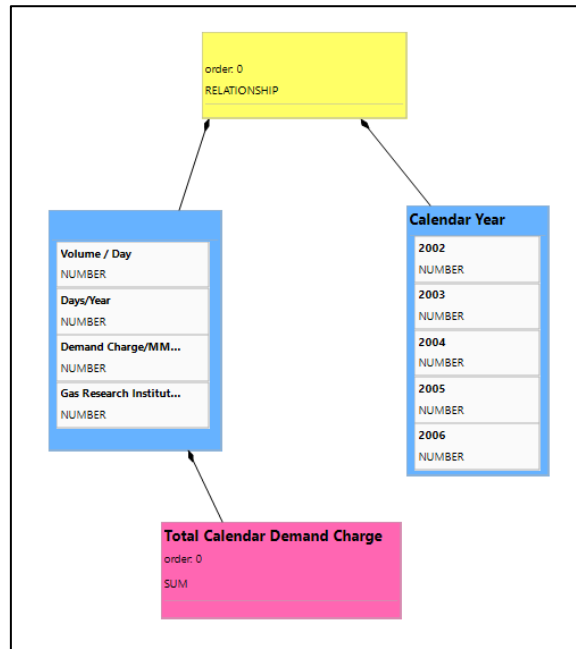 order: 0
RELATIONSHIP
Volume / Day
NUMBER
Days/Year
NUMBER
Demand Charge/MM...
NUMBER
Gas Research Institut...
NUMBER
Calendar Year
2002
NUMBER
2003
NUMBER
2004
NUMBER
2005
NUMBER
2006
NUMBER
Total Calendar Demand Charge
order: 0
SUM